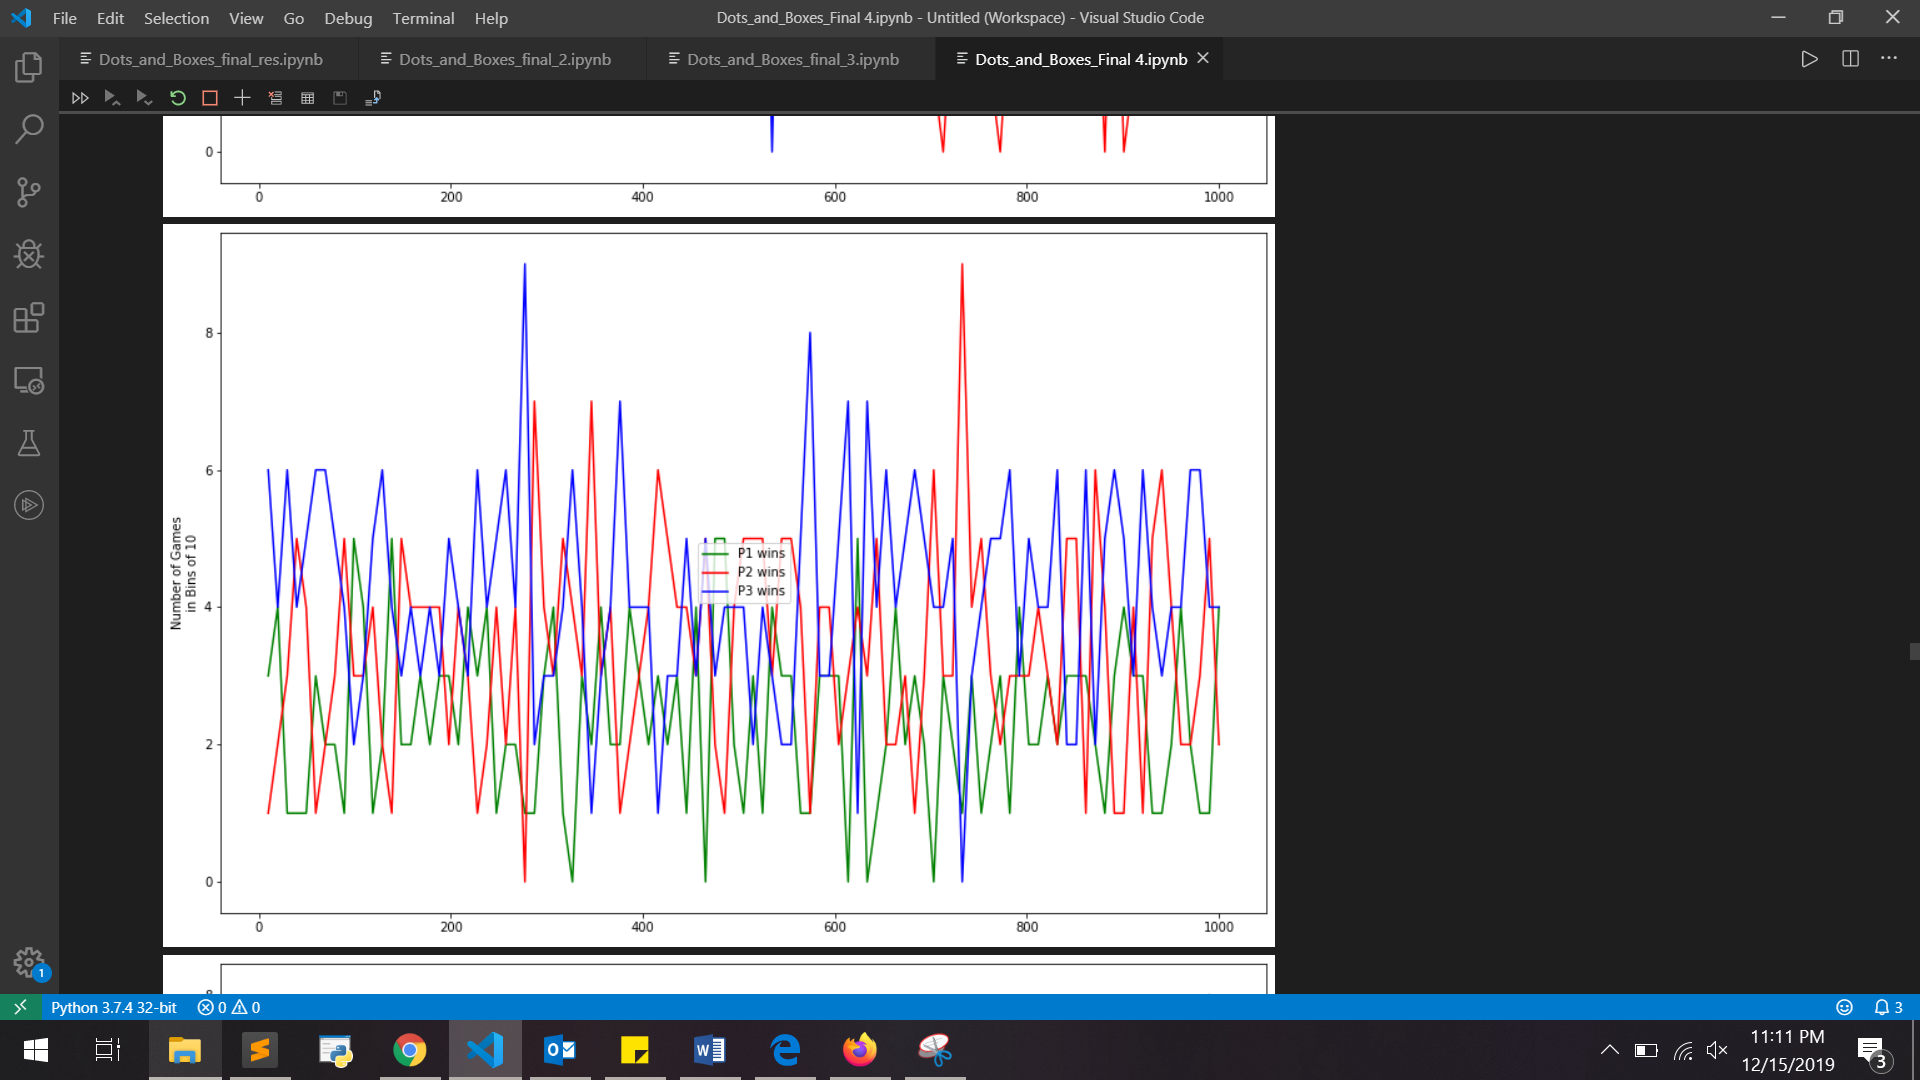 File Edit Selection View Go Debug Terminal Help Dots_and_Boxes_Final 4.ipynb - Untitled (Workspace) - Visual Studio Code
Dots_and_Boxes_final_res.ipynb Dots_and_Boxes_final_2.ipynb Dots_and_Boxes_final_3.ipynb Dots_and_Boxes_Final 4.ipynb
0
0 200 400 600 800 1000
8
6
4
2
0
Number of Games
in Bins of 10
P1 wins
P2 wins
P3 wins
0 200 400 600 800 1000
1
Python 3.7.4 32-bit 0 0 3
11:11 PM
12/15/2019
3